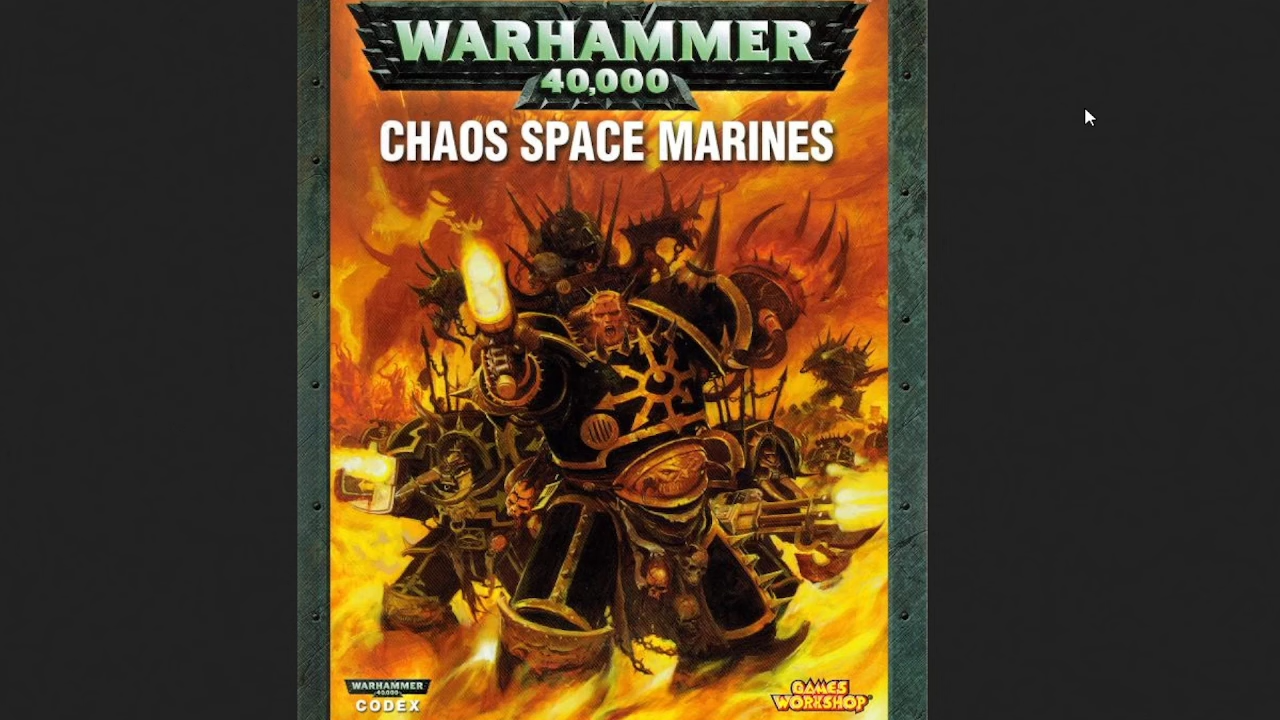 WARHAMMER
40,000
CHAOS SPACE MARINES
WARHAMMER
40,000
CODEX
GAMES
WORKSHOP